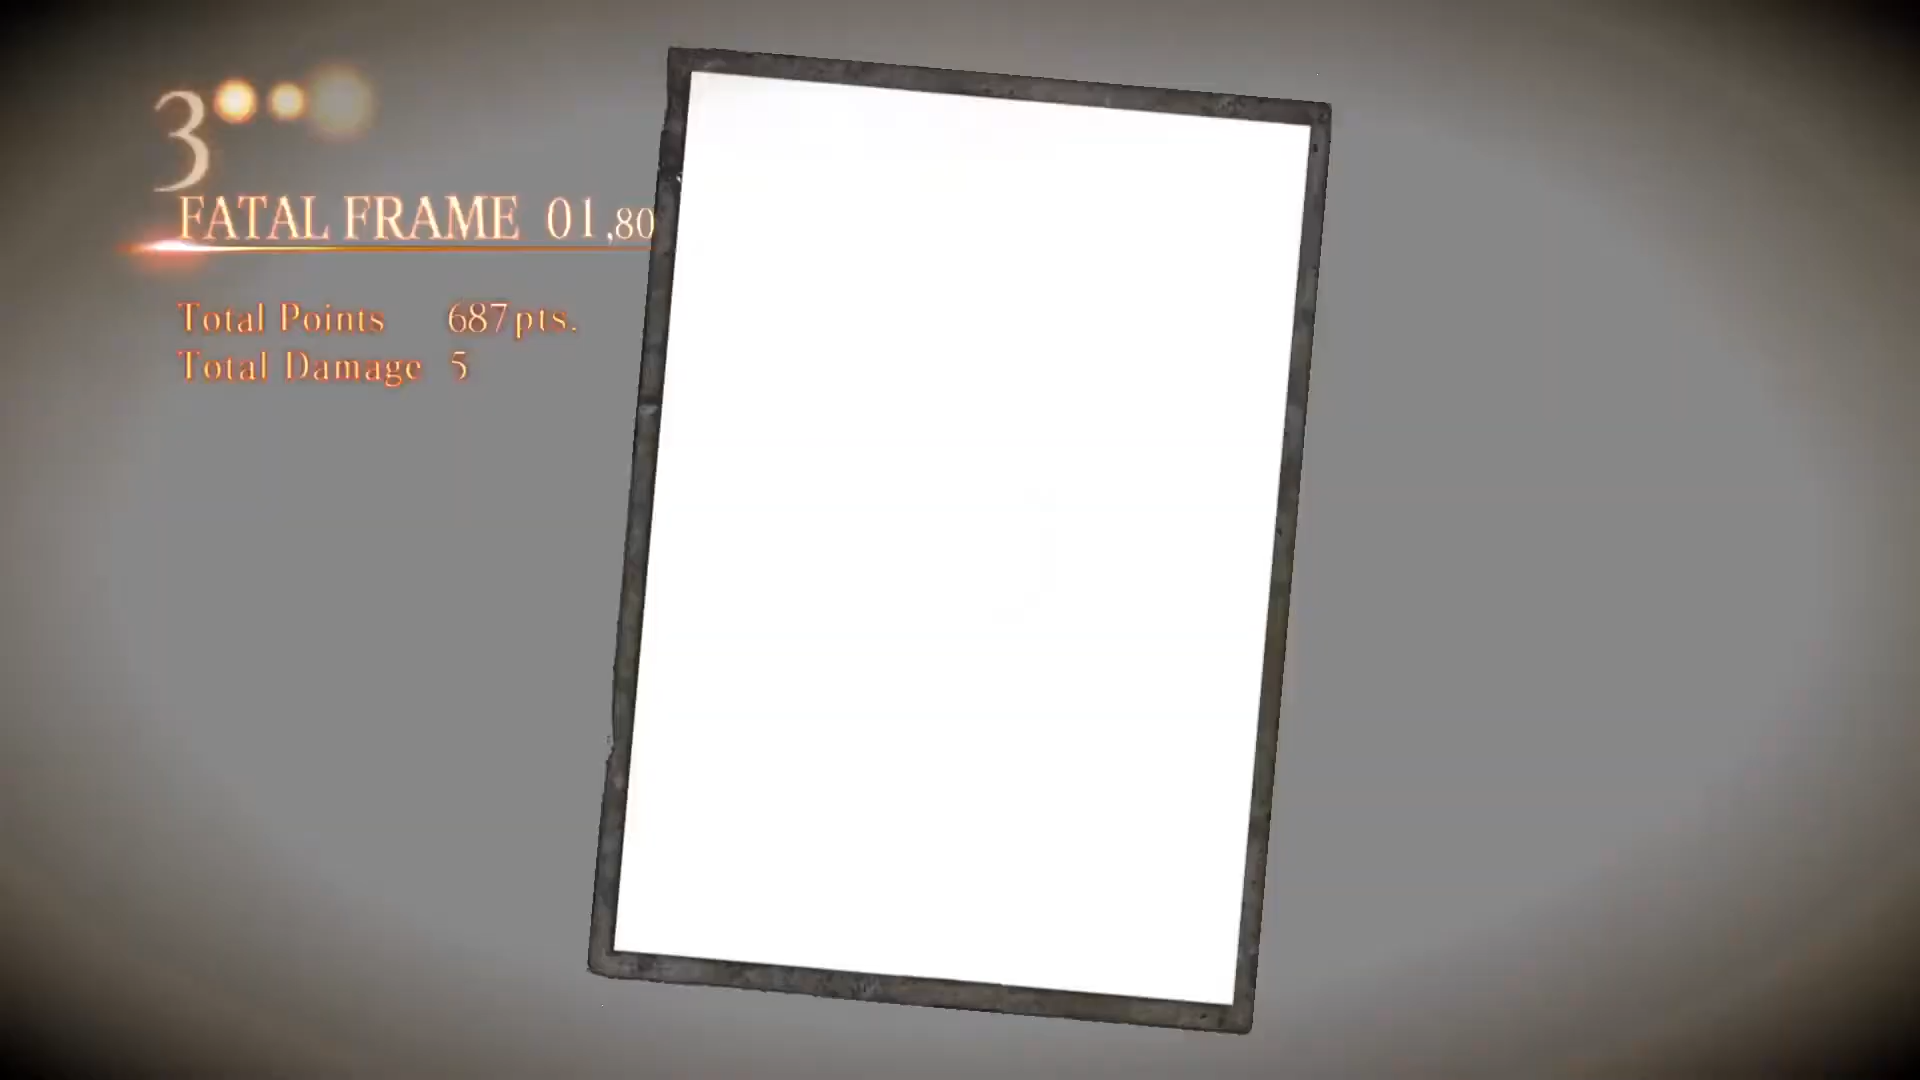 3
FATAL FRAME 01,80
Total Points 687pts.
Total Damage 5